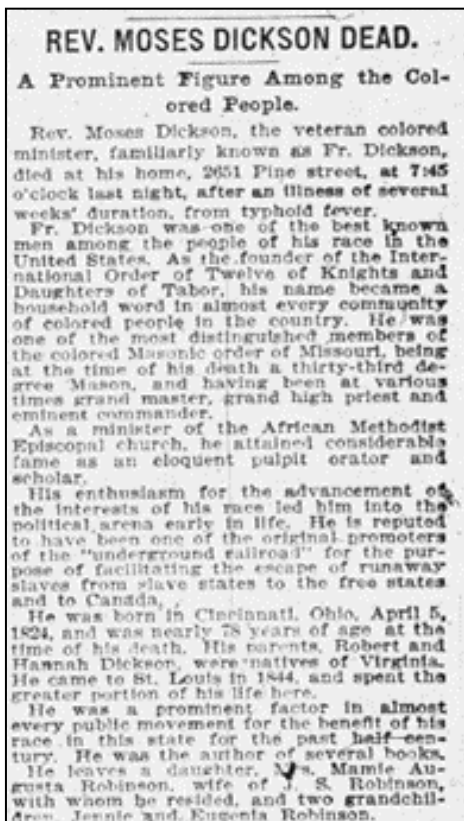 REV. MOSES DICKSON DEAD.
A Prominent Figure Among the Col-
ored People.
Rev. Moses Dickson, the veteran colored
minister, familiarly known as Fr. Dickson,
died at his home, 2651 Pine street, at 7:45
o'clock last night, after an illness of several
weeks' duration, from typhoid fever.
Fr. Dickson was one of the best known
men among the people of his race in the
United States. As the founder of the Inter-
national Order of Twelve of Knights and
Daughters of Tabor, his name became a
household word in almost every community
of colored people in the country. He was
one of the most distinguished members of
the colored Masonic order of Missouri, being
at the time of his death a thirty-third de-
gree Mason, and having been at various
times grand master, grand high priest and
eminent commander.
As a minister of the African Methodist
Episcopal church, he attained considerable
fame as an eloquent pulpit orator and
scholar.
His enthusiasm for the advancement of
the interests of his race led him into the
political arena early in life. He is reputed
to have been one of the original promoters
of the "underground railroad" for the pur-
pose of facilitating the escape of runaway
slaves from slave states to the free states
and to Canada.
He was born in Cincinnati, Ohio, April 5,
1824, and was nearly 78 years of age at the
time of his death. His parents, Robert and
Hannah Dickson, were natives of Virginia.
He came to St. Louis in 1844, and spent the
greater portion of his life here.
He was a prominent factor in almost
every public movement for the benefit of his
race in this state for the past half cen-
tury. He was the author of several books.
He leaves a daughter, Mrs. Mamie Au-
gusta Robinson, wife of J. S. Robinson,
with whom he resided, and two grandchil-
dren, Jennie and Eugenia Robinson.